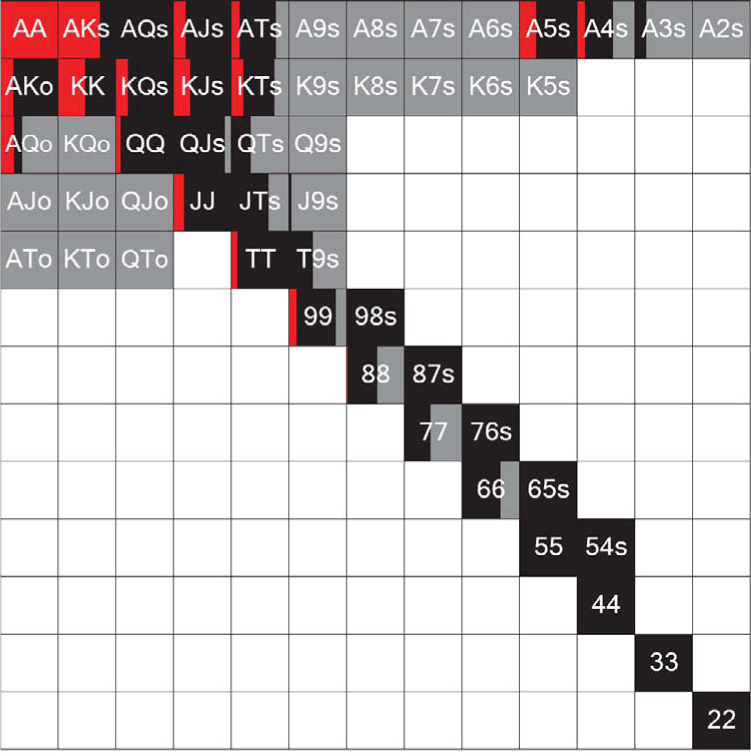 AA AKs AQs AJs ATs A9s A8s A7s A6s A5s A4s A3s A2s
AKo KK KQs KJs KTs K9s K8s K7s K6s K5s
AQo KQo QQ QJs QTs Q9s
AJo KJo QJo JJ JTs J9s
ATo KTo QTo TT T9s
99 98s
88 87s
77 76s
66 65s
55 54s
44
33
22